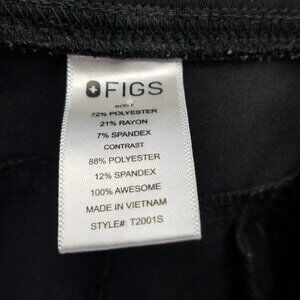 FIGS
BODY
72% POLYESTER
21% RAYON
7% SPANDEX
CONTRAST
88% POLYESTER
12% SPANDEX
100% AWESOME
MADE IN VIETNAM
STYLE#: T2001S